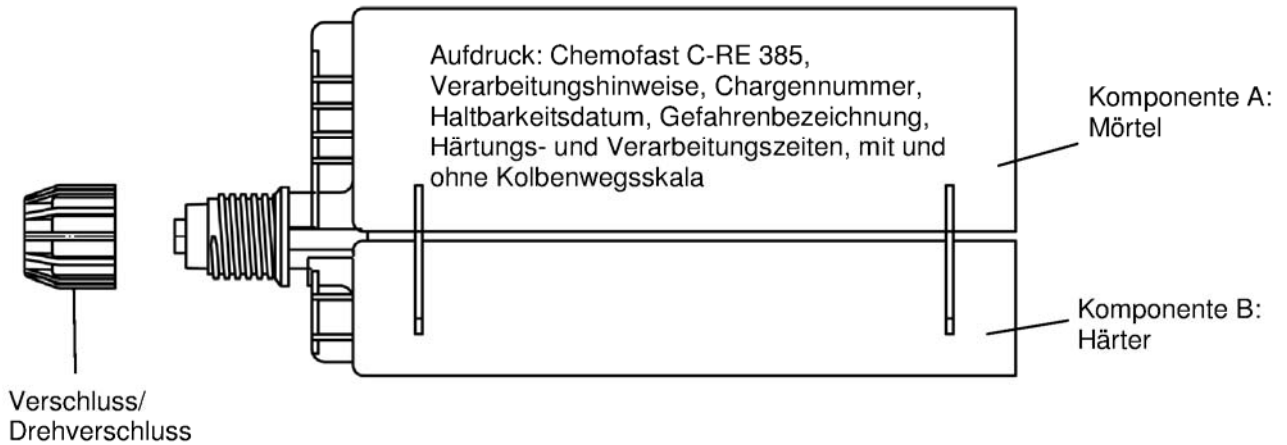 Aufdruck: Chemofast C-RE 385,
Verarbeitungshinweise, Chargennummer,
Haltbarkeitsdatum, Gefahrenbezeichnung,
Härtungs- und Verarbeitungszeiten, mit und
ohne Kolbenwegsskala
Komponente A:
Mörtel
Komponente B:
Härter
Verschluss/
Drehverschluss